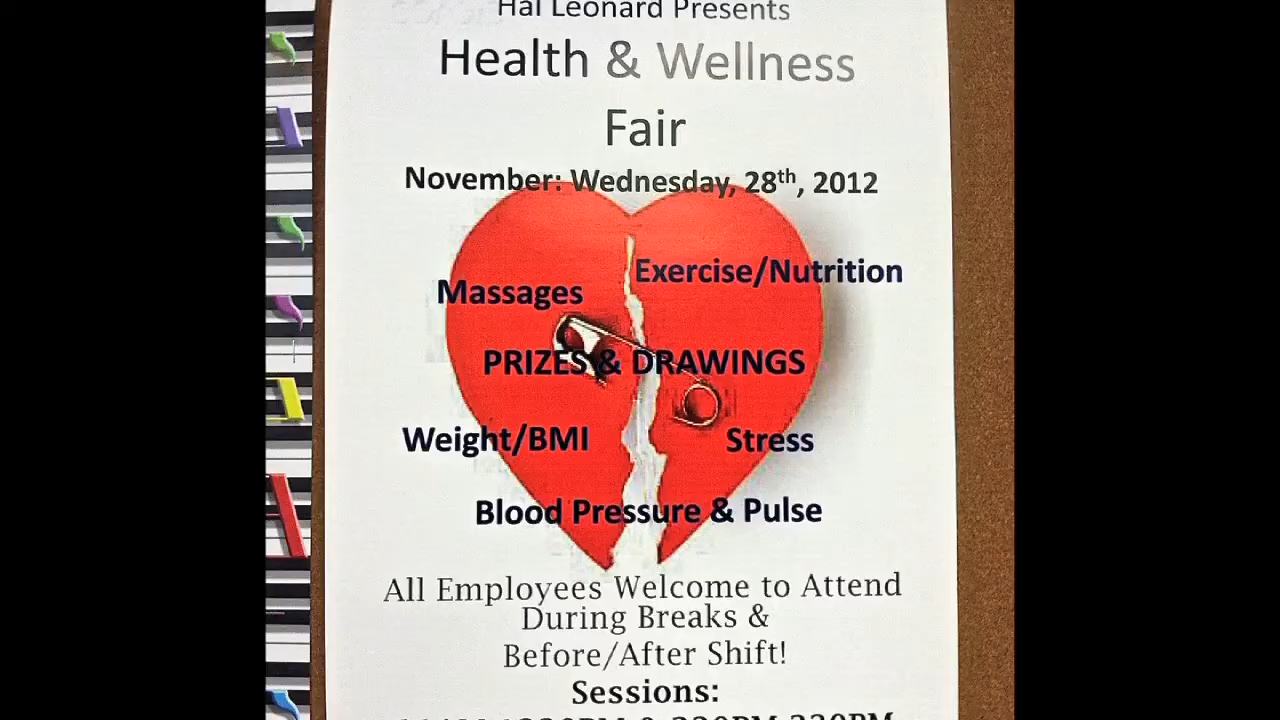 Hal Leonard Presents
Health & Wellness
Fair
November: Wednesday, 28th, 2012
Exercise/Nutrition
Massages
PRIZES & DRAWINGS
Weight/BMI
Stress
Blood Pressure & Pulse
All Employees Welcome to Attend
During Breaks &
Before/After Shift!
Sessions: